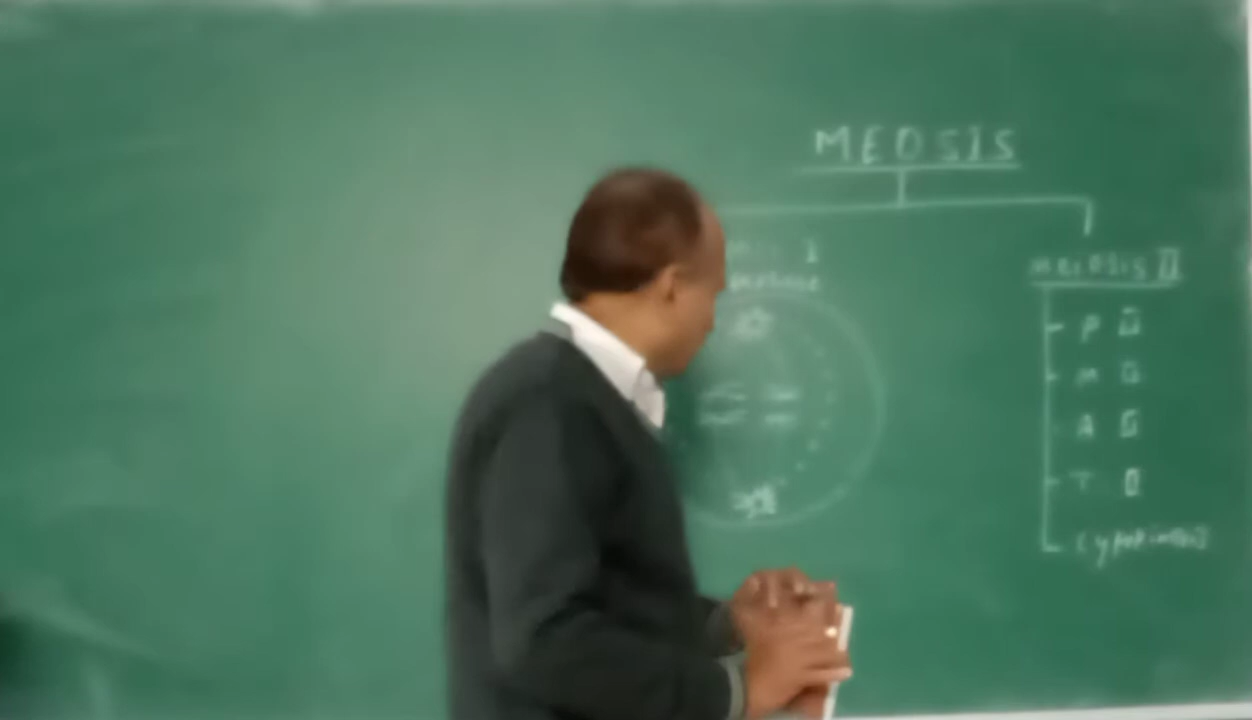 MEOSIS
I
MEIOSIS II
P II
M II
A II
T II
Cytokinesis